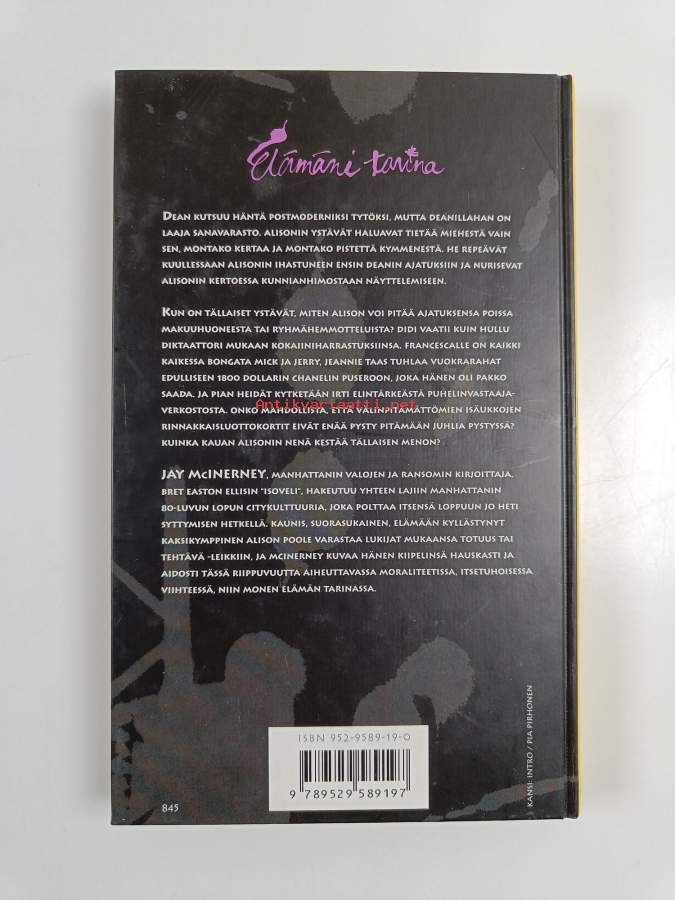 Elämäni tarina
DEAN KUTSUU HÄNTÄ POSTMODERNIKSI TYTÖKSI, MUTTA DEANILLAHAN ON
LAAJA SANAVARASTO. ALISONIN YSTÄVÄT HALUAVAT TIETÄÄ MIEHESTÄ VAIN
SEN, MONTAKO KERTAA JA MONTAKO PISTETTÄ KYMMENESTÄ. HE REPEÄVÄT
KUULLESSAAN ALISONIN IHASTUNEEN ENSIN DEANIN AJATUKSIIN JA NURISEVAT
ALISONIN KERTOESSA KUNNIANHIMOSTAAN NÄYTTELEMISEEN.
KUN ON TÄLLAISET YSTÄVÄT, MITEN ALISON VOI PITÄÄ AJATUKSENSA POISSA
MAKUUHUONEESTA TAI RYHMÄHEMMOTTELUISTA? DIDI VAATII KUIN HULLU
DIKTAATTORI MUKAAN KOKAIINIHARRASTUKSIINSA. FRANCESCALLE ON KAIKKI
KAIKESSA BONGATA MICK JA JERRY, JEANNIE TAAS TUHLAA VUOKRARAHAT
EDULLISEEN 1800 DOLLARIN CHANELIN PUSEROON, JOKA HÄNEN OLI PAKKO
SAADA. JA PIAN HEIDÄT KYTKETÄÄN IRTI ELINTÄRKEÄSTÄ PUHELINVASTAAJA-
Antikvariaatti.net
VERKOSTOSTA. ONKO MAHDOLLISTA, ETTÄ VÄLINPITÄMÄTTÖMIEN ISÄUKKOJEN
RINNAKKAISLUOTTOKORTIT EIVÄT ENÄÄ PYSTY PITÄMÄÄN JUHLIA PYSTYSSÄ?
KUINKA KAUAN ALISONIN NENÄ KESTÄÄ TÄLLAISEN MENON?
JAY McINERNEY, MANHATTANIN VALOJEN JA RANSOMIN KIRJOITTAJA,
BRET EASTON ELLISIN "ISOVELI", HAKEUTUU YHTEEN LAJIIN MANHATTANIN
80-LUVUN LOPUN CITYKULTTUURIA, JOKA POLTTAA ITSENSÄ LOPPUUN JO HETI
SYTTYMISEN HETKELLÄ. KAUNIS, SUORASUKAINEN, ELÄMÄÄN KYLLÄSTYNYT
KAKSIKYMPPINEN ALISON POOLE VARASTAA LUKIJAT MUKAANSA TOTUUS TAI
TEHTÄVÄ -LEIKKIIN, JA MCINERNEY KUVAA HÄNEN KIIPELINSÄ HAUSKASTI JA
AIDOSTI TÄSSÄ RIIPPUVUUTTA AIHEUTTAVASSA MORALITEETISSA, ITSETUHOISESSA
VIIHTEESSÄ, NIIN MONEN ELÄMÄN TARINASSA.
KANSI: INTRO / PIA PIRHONEN
ISBN 952-9589-19-0
9 789529 589197
845